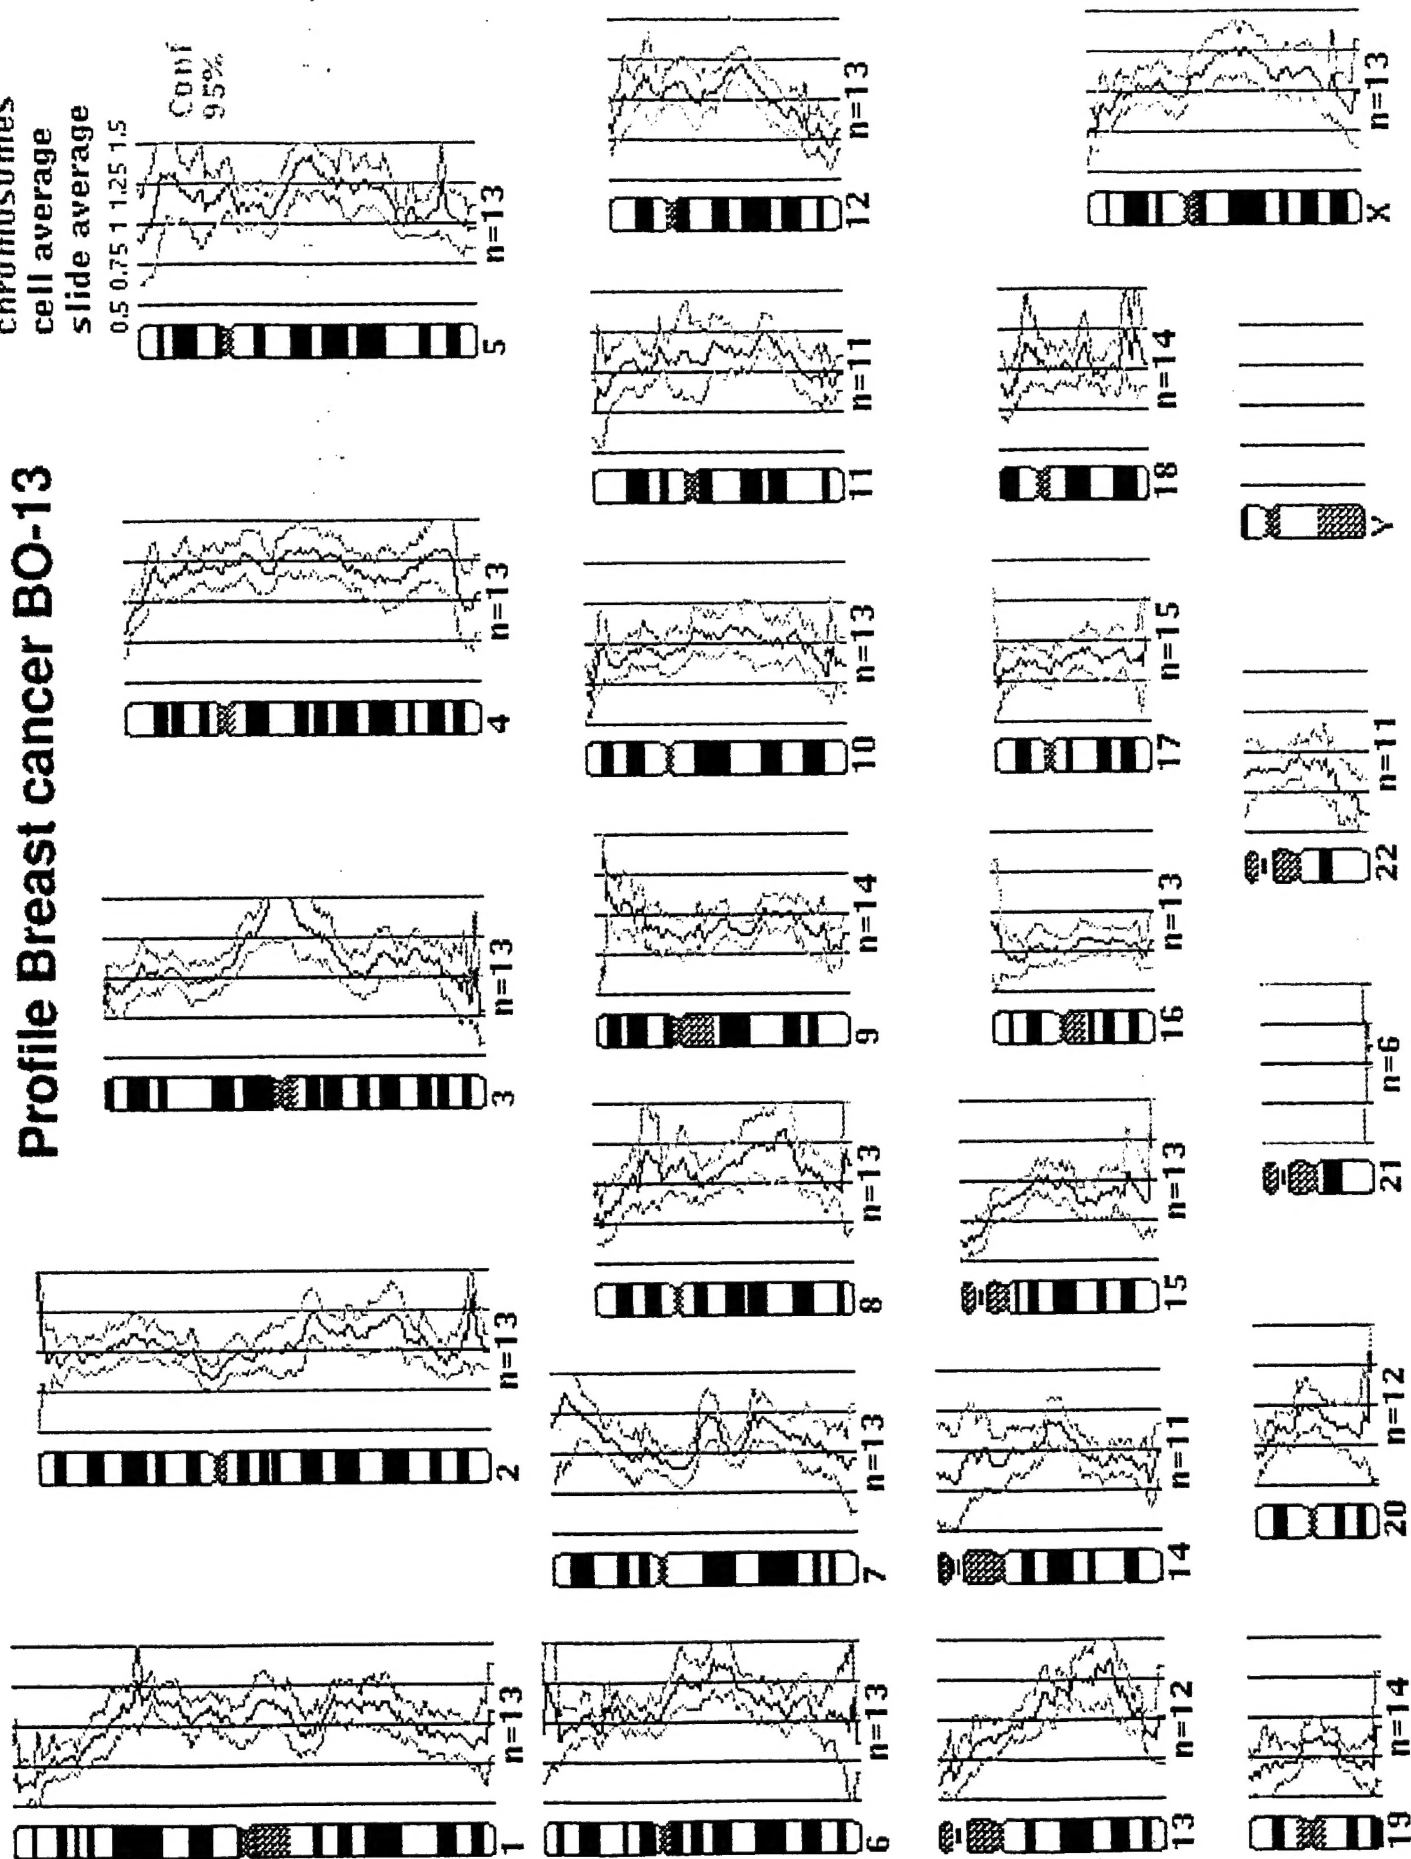 Profile Breast cancer BO-13
chromosomes
cell average
slide average
0.5 0.75 1 1.25 1.5
Conf
95%
1
n=13
2
n=13
3
n=13
4
n=13
5
n=13
6
n=13
7
n=13
8
n=13
9
n=14
10
n=13
11
n=11
12
n=13
13
n=12
14
n=11
15
n=13
16
n=13
17
n=15
18
n=14
X
n=13
19
n=14
20
n=12
21
n=6
22
n=11
Y